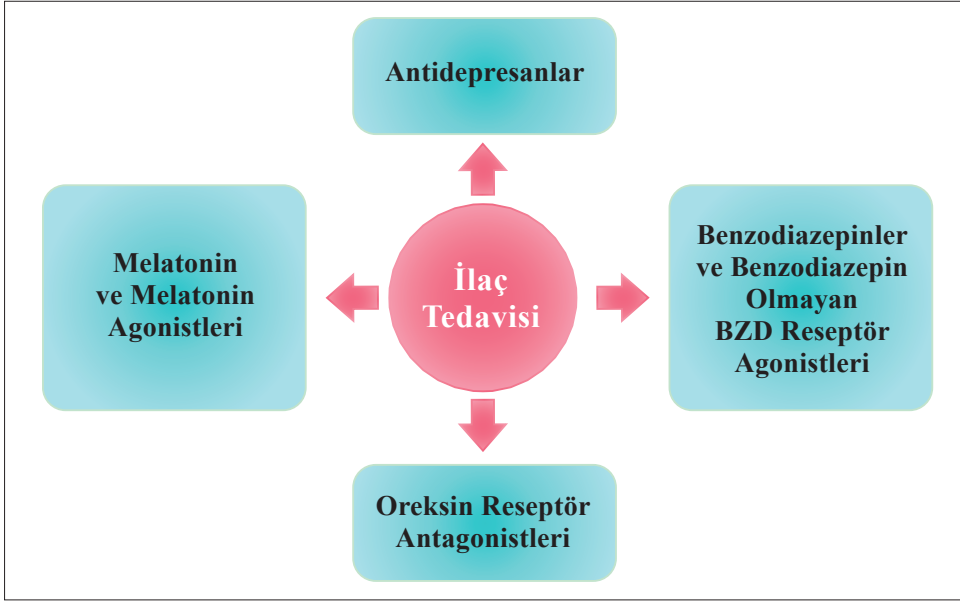 Antidepresanlar
Melatonin
ve Melatonin
Agonistleri
İlaç
Tedavisi
Benzodiazepinler
ve Benzodiazepin
Olmayan
BZD Reseptör
Agonistleri
Oreksin Reseptör
Antagonistleri